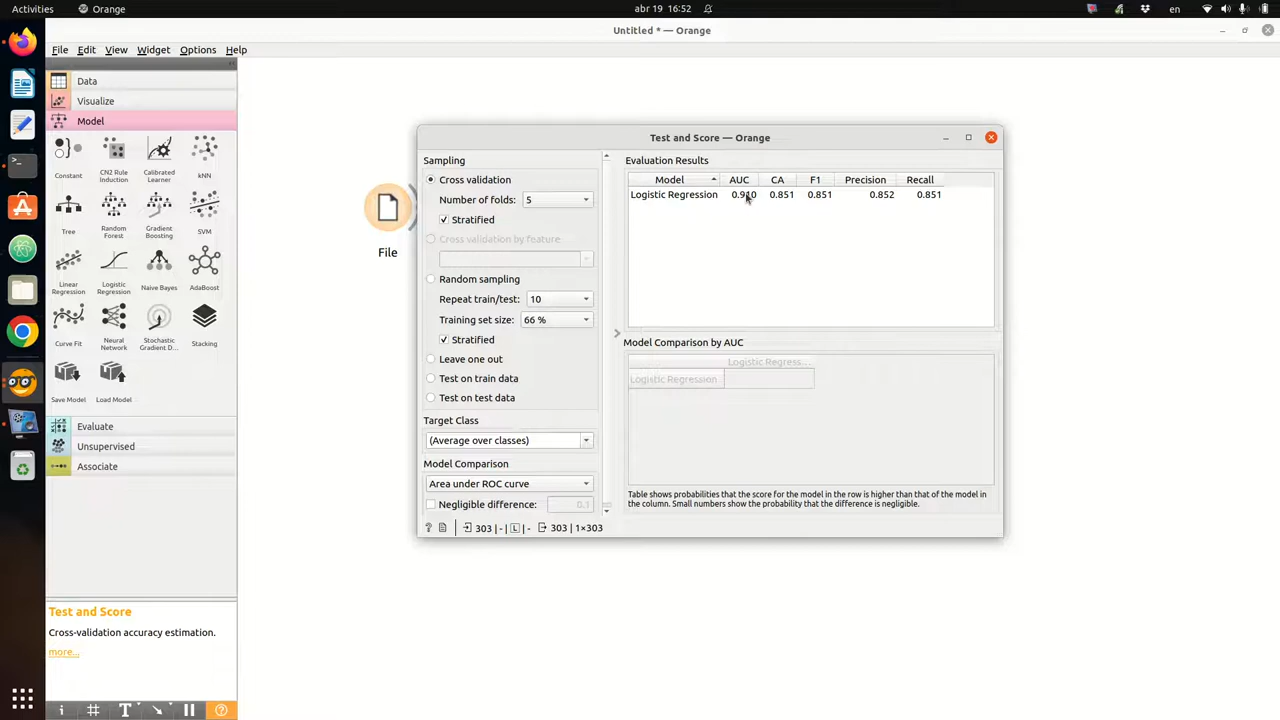 Activities Orange abr 19 16:52 en
Untitled * — Orange
File Edit View Widget Options Help
Data
Visualize
Model
Constant
CN2 Rule Induction
Calibrated Learner
kNN
Tree
Random Forest
Gradient Boosting
SVM
Linear Regression
Logistic Regression
Naive Bayes
AdaBoost
Curve Fit
Neural Network
Stochastic Gradient D...
Stacking
Save Model
Load Model
Evaluate
Unsupervised
Associate
Test and Score
Cross-validation accuracy estimation.
more...
File
Test and Score — Orange
Sampling
Cross validation
Number of folds: 5
Stratified
Cross validation by feature
Random sampling
Repeat train/test: 10
Training set size: 66 %
Stratified
Leave one out
Test on train data
Test on test data
Target Class
(Average over classes)
Model Comparison
Area under ROC curve
Negligible difference: 0.1
303 | - | L | - 303 | 1×303
Evaluation Results
Model AUC CA F1 Precision Recall
Logistic Regression 0.910 0.851 0.851 0.852 0.851
Model Comparison by AUC
Logistic Regress...
Logistic Regression
Table shows probabilities that the score for the model in the row is higher than that of the model in
the column. Small numbers show the probability that the difference is negligible.